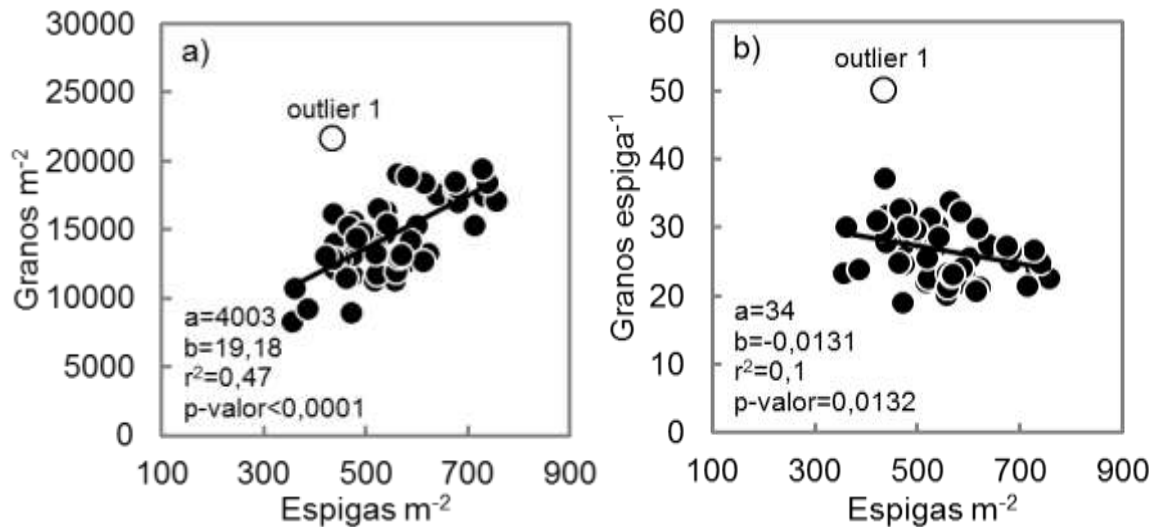 30000
25000
20000
15000
10000
5000
0
Granos m⁻²
a)
outlier 1
a=4003
b=19,18
r²=0,47
p-valor<0,0001
100 300 500 700 900
Espigas m⁻²
60
50
40
30
20
10
0
Granos espiga⁻¹
b)
outlier 1
a=34
b=-0,0131
r²=0,1
p-valor=0,0132
100 300 500 700 900
Espigas m⁻²